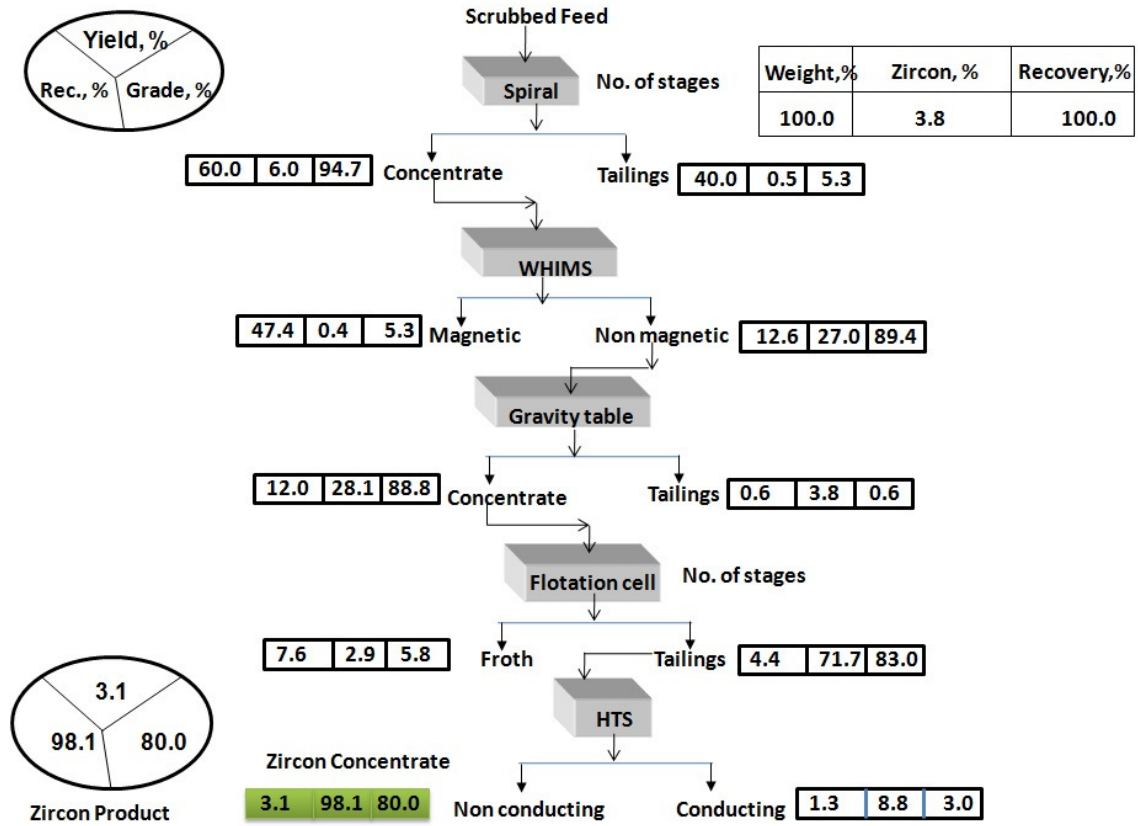 Scrubbed Feed
Yield, %
Rec., % Grade, %
Spiral
No. of stages
Weight,% Zircon, % Recovery,%
100.0 3.8 100.0
60.0 6.0 94.7
Concentrate
Tailings
40.0 0.5 5.3
WHIMS
47.4 0.4 5.3
Magnetic
Non magnetic
12.6 27.0 89.4
Gravity table
12.0 28.1 88.8
Concentrate
Tailings
0.6 3.8 0.6
Flotation cell
No. of stages
7.6 2.9 5.8
Froth
Tailings
4.4 71.7 83.0
3.1
98.1 80.0
Zircon Product
HTS
Zircon Concentrate
3.1 98.1 80.0
Non conducting
Conducting
1.3 8.8 3.0